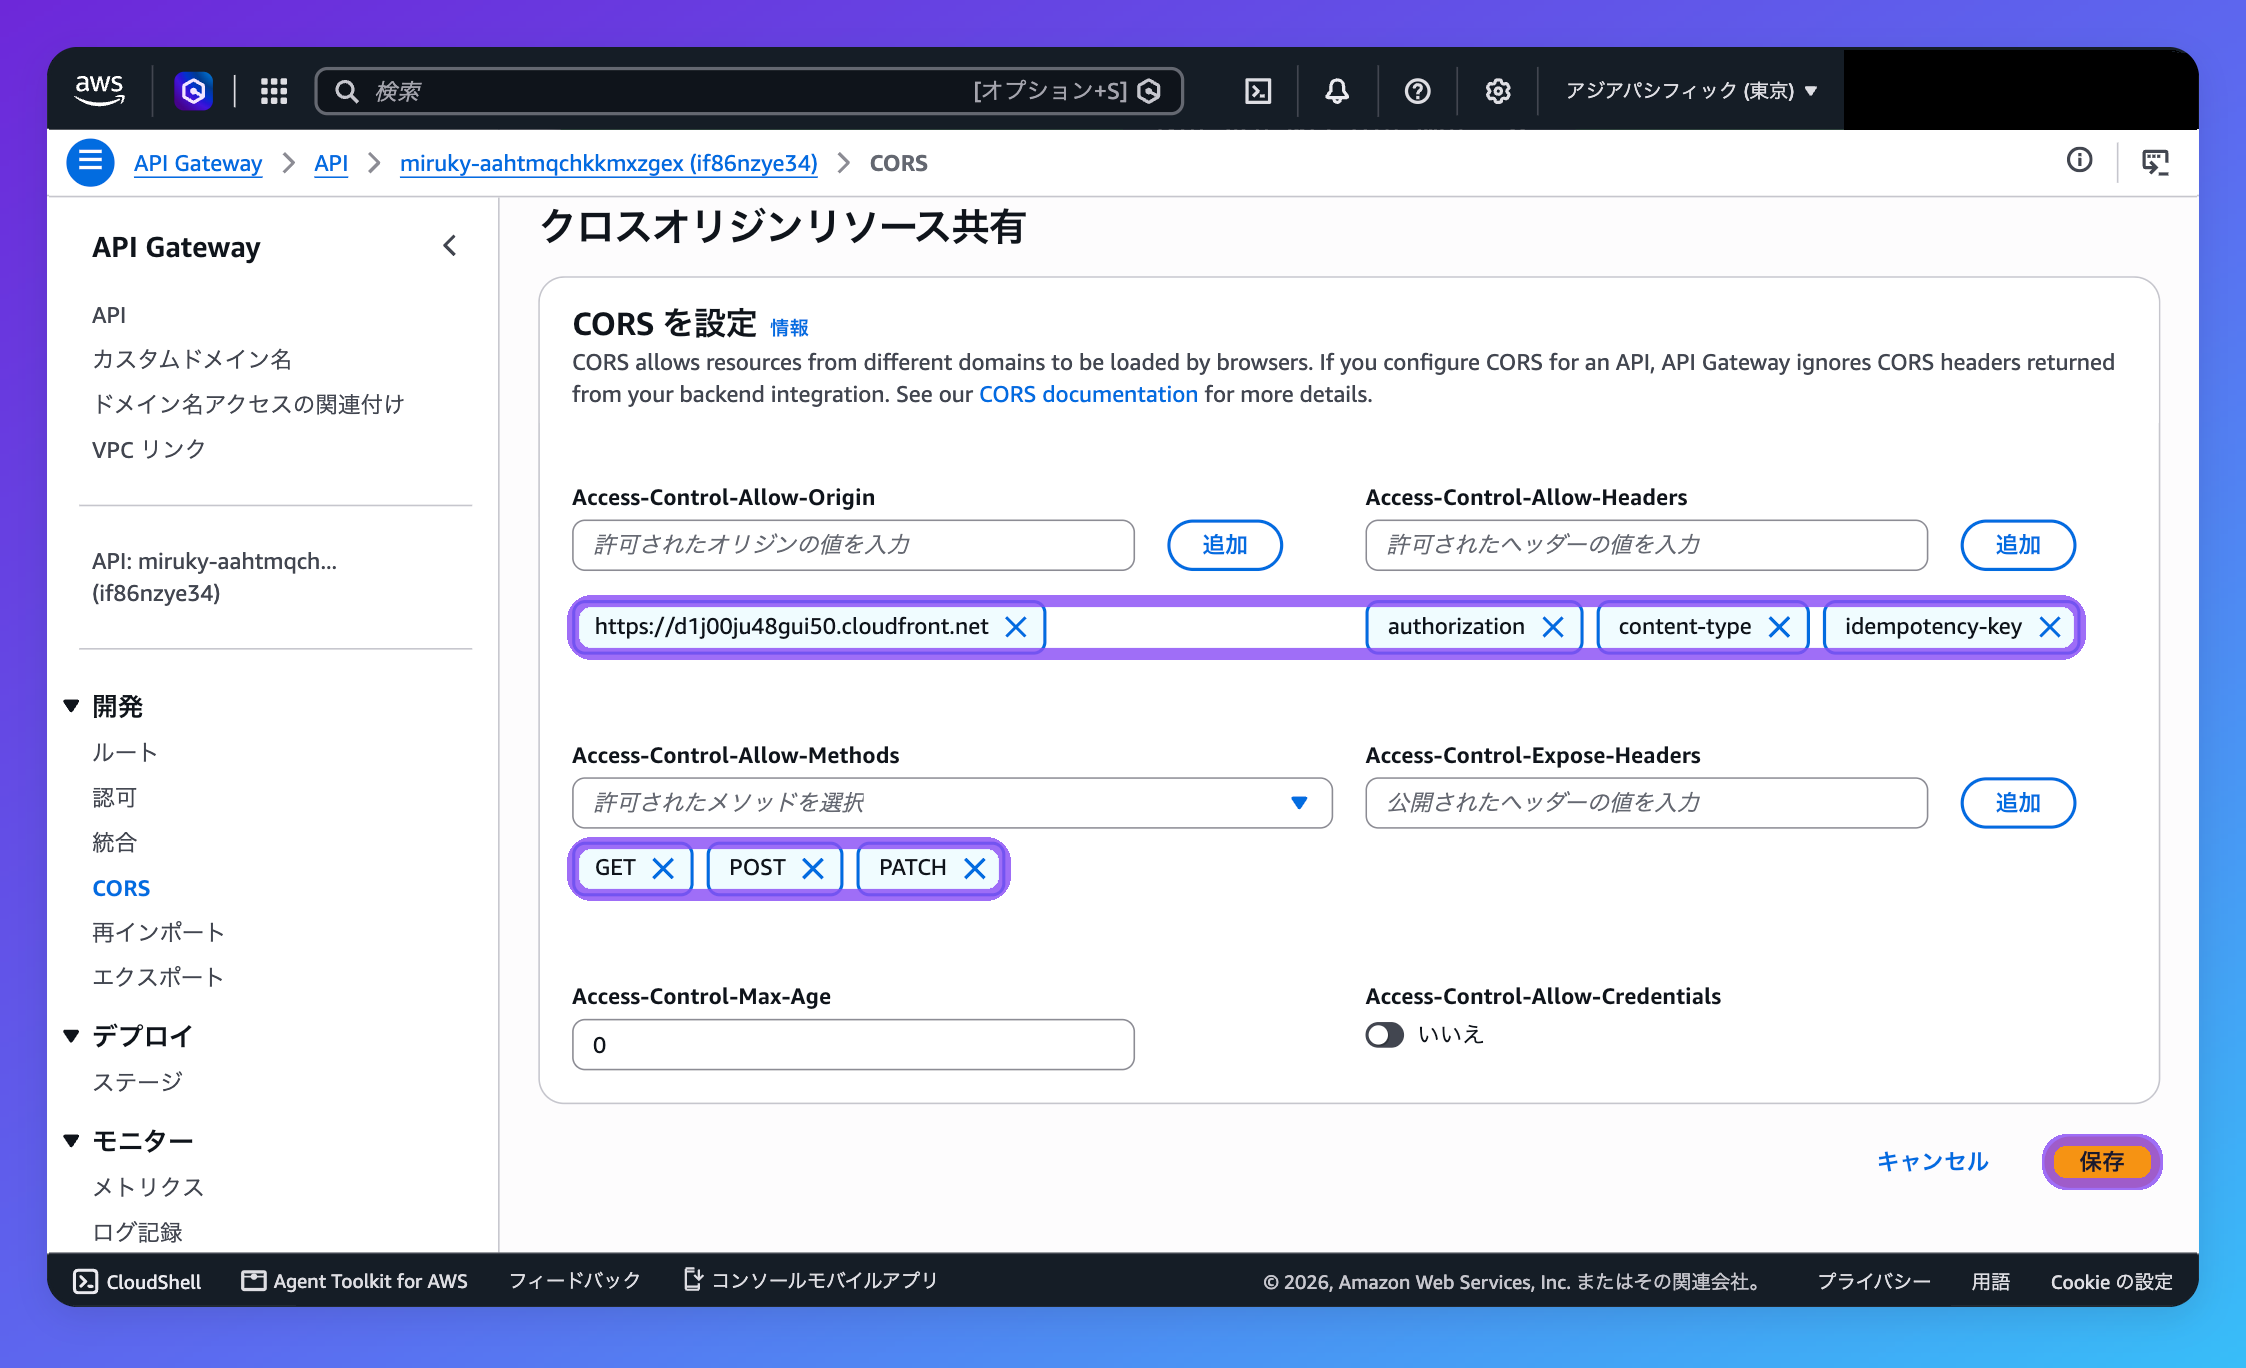 aws
検索
[オプション+S]
アジアパシフィック (東京) ▼
API Gateway > API > miruky-aahtmqchkkmxzgex (if86nzye34) > CORS
API Gateway
API
カスタムドメイン名
ドメイン名アクセスの関連付け
VPC リンク
API: miruky-aahtmqch...
(if86nzye34)
▼ 開発
ルート
認可
統合
CORS
再インポート
エクスポート
▼ デプロイ
ステージ
▼ モニター
メトリクス
ログ記録
クロスオリジンリソース共有
CORS を設定 情報
CORS allows resources from different domains to be loaded by browsers. If you configure CORS for an API, API Gateway ignores CORS headers returned
from your backend integration. See our CORS documentation for more details.
Access-Control-Allow-Origin
許可されたオリジンの値を入力
追加
https://d1j00ju48gui50.cloudfront.net
Access-Control-Allow-Headers
許可されたヘッダーの値を入力
追加
authorization
content-type
idempotency-key
Access-Control-Allow-Methods
許可されたメソッドを選択
GET
POST
PATCH
Access-Control-Expose-Headers
公開されたヘッダーの値を入力
追加
Access-Control-Max-Age
0
Access-Control-Allow-Credentials
いいえ
キャンセル
保存
CloudShell
Agent Toolkit for AWS
フィードバック
コンソールモバイルアプリ
© 2026, Amazon Web Services, Inc. またはその関連会社。
プライバシー
用語
Cookie の設定